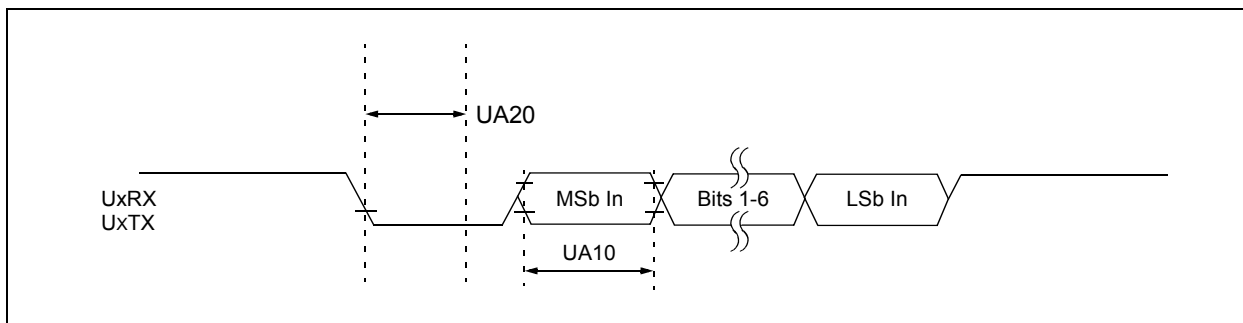 UA20
UxRX
UxTX
MSb In
Bits 1-6
LSb In
UA10